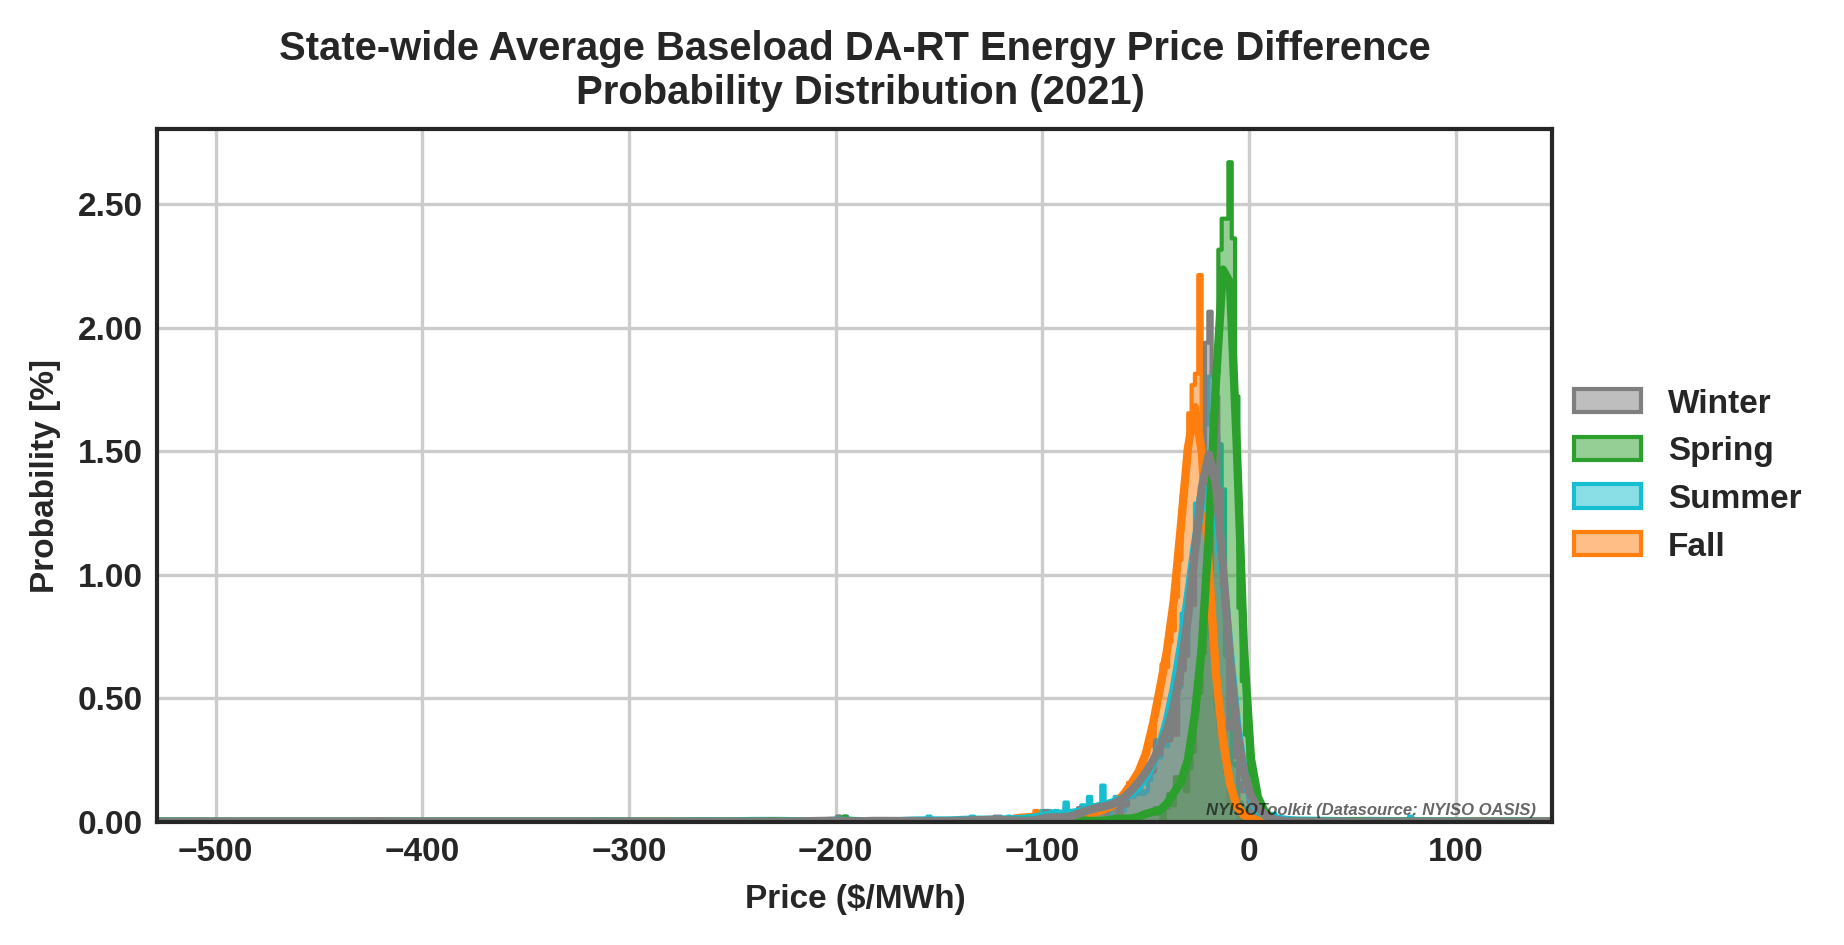 State-wide Average Baseload DA-RT Energy Price Difference
Probability Distribution (2021)
Probability [%]
2.50
2.00
1.50
1.00
0.50
0.00
−500
−400
−300
−200
−100
0
100
Price ($/MWh)
NYISOToolkit (Datasource: NYISO OASIS)
Winter
Spring
Summer
Fall